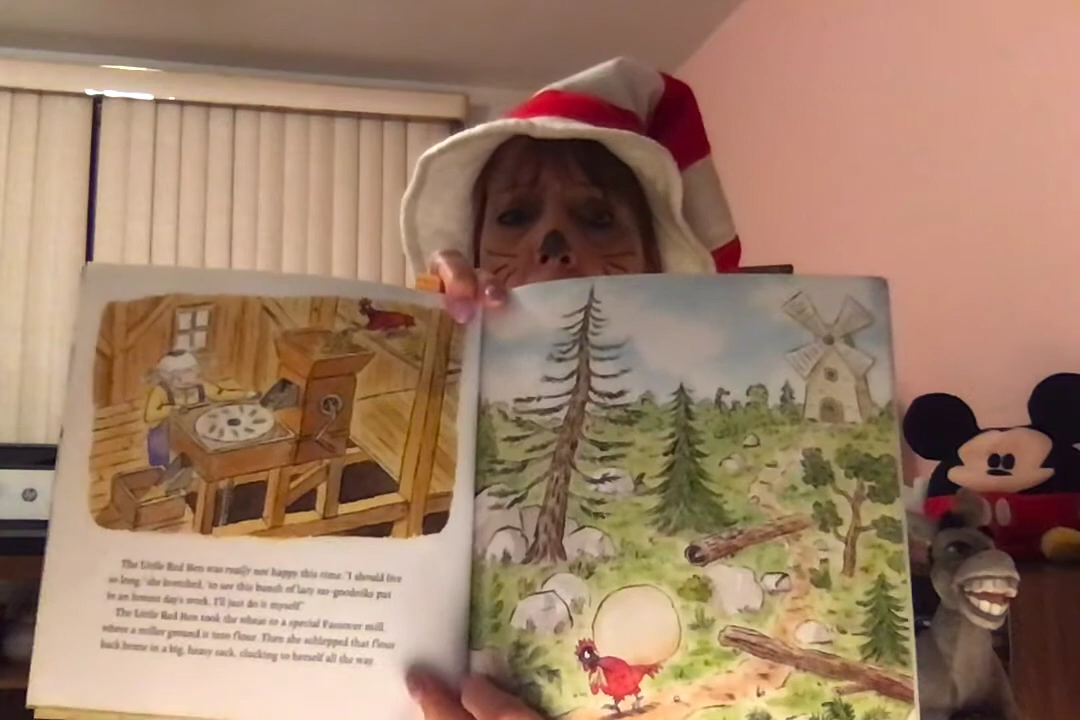 The Little Red Hen was really not happy this time. "I should live
so long," she kvetched, "to see this bunch of lazy no-goodniks put
in an honest day's work. I'll just do it myself."
The Little Red Hen took the wheat to a special Passover mill,
where a miller ground it into flour. Then she schlepped that flour
back home in a big, heavy sack, clucking to herself all the way.
hp